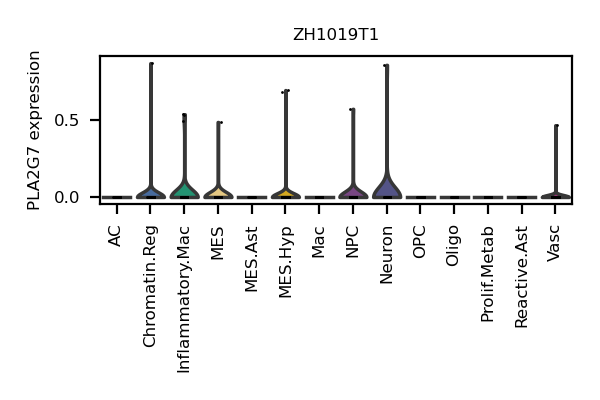 ZH1019T1
PLA2G7 expression
0.5
0.0
AC
Chromatin.Reg
Inflammatory.Mac
MES
MES.Ast
MES.Hyp
Mac
NPC
Neuron
OPC
Oligo
Prolif.Metab
Reactive.Ast
Vasc